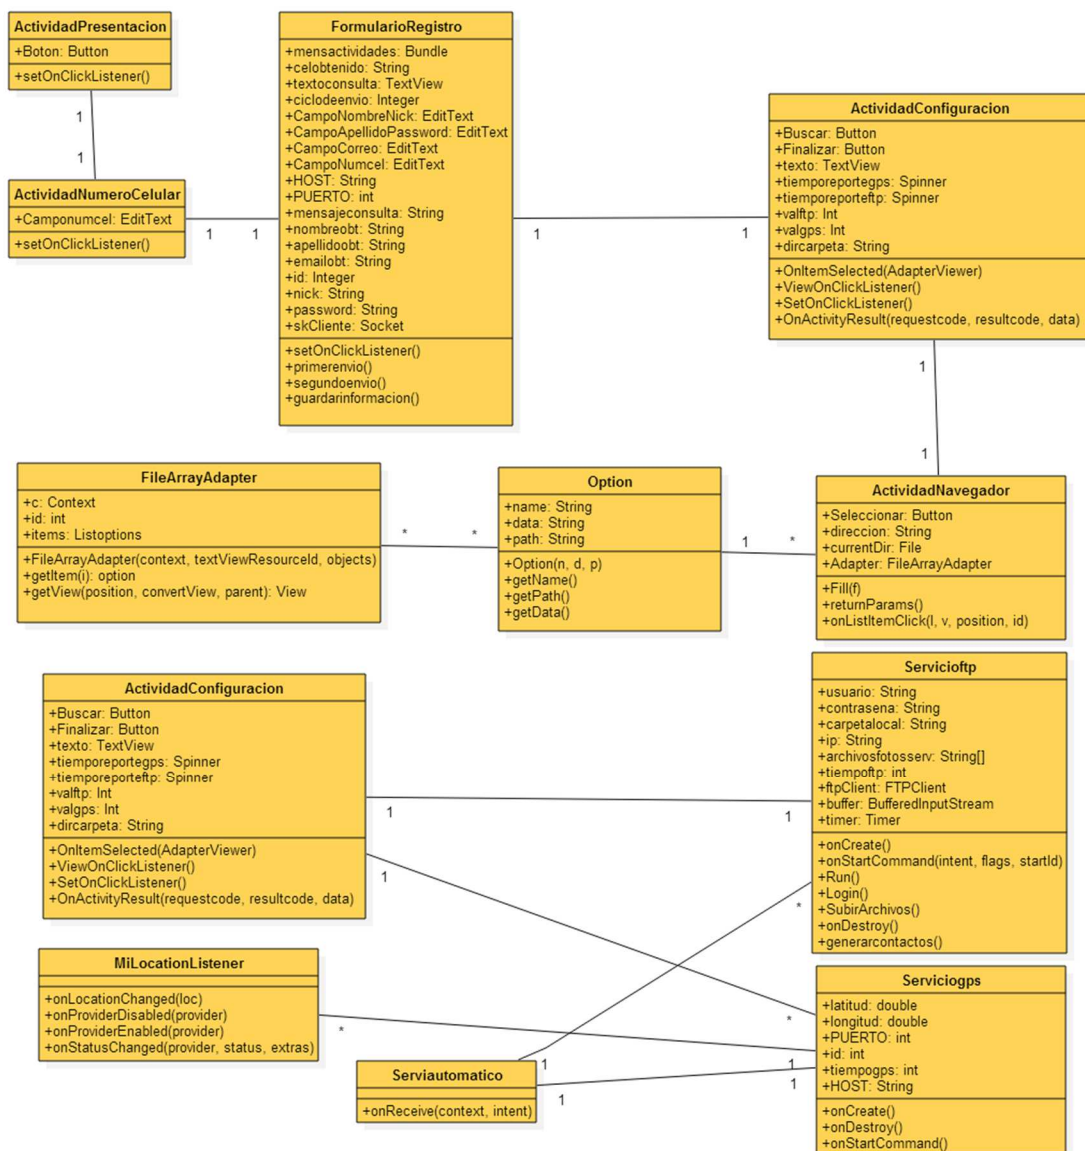 ActividadPresentacion
+Boton: Button
+setOnClickListener()
1
1
ActividadNumeroCelular
+Camponumcel: EditText
+setOnClickListener()
1
1
FormularioRegistro
+mensactividades: Bundle
+celobtenido: String
+textoconsulta: TextView
+ciclodeenvio: Integer
+CampoNombreNick: EditText
+CampoApellidoPassword: EditText
+CampoCorreo: EditText
+CampoNumcel: EditText
+HOST: String
+PUERTO: int
+mensajeconsulta: String
+nombreobt: String
+apellidoobt: String
+emailobt: String
+id: Integer
+nick: String
+password: String
+skCliente: Socket
+setOnClickListener()
+primerenvio()
+segundoenvio()
+guardarinformacion()
1
1
ActividadConfiguracion
+Buscar: Button
+Finalizar: Button
+texto: TextView
+tiemporeportegps: Spinner
+tiemporeporteftp: Spinner
+valftp: Int
+valgps: Int
+dircarpeta: String
+OnItemSelected(AdapterViewer)
+ViewOnClickListener()
+SetOnClickListener()
+OnActivityResult(requestcode, resultcode, data)
1
1
FileArrayAdapter
+c: Context
+id: int
+items: Listoptions
+FileArrayAdapter(context, textViewResourceId, objects)
+getItem(i): option
+getView(position, convertView, parent): View
*
*
Option
+name: String
+data: String
+path: String
+Option(n, d, p)
+getName()
+getPath()
+getData()
1
*
ActividadNavegador
+Seleccionar: Button
+direccion: String
+currentDir: File
+Adapter: FileArrayAdapter
+Fill(f)
+returnParams()
+onListItemClick(l, v, position, id)
ActividadConfiguracion
+Buscar: Button
+Finalizar: Button
+texto: TextView
+tiemporeportegps: Spinner
+tiemporeporteftp: Spinner
+valftp: Int
+valgps: Int
+dircarpeta: String
+OnItemSelected(AdapterViewer)
+ViewOnClickListener()
+SetOnClickListener()
+OnActivityResult(requestcode, resultcode, data)
1
1
1
*
Servicioftp
+usuario: String
+contrasena: String
+carpetalocal: String
+ip: String
+archivosfotosserv: String[]
+tiempoftp: int
+ftpClient: FTPClient
+buffer: BufferedInputStream
+timer: Timer
+onCreate()
+onStartCommand(intent, flags, startId)
+Run()
+Login()
+SubirArchivos()
+onDestroy()
+generarcontactos()
*
MiLocationListener
+onLocationChanged(loc)
+onProviderDisabled(provider)
+onProviderEnabled(provider)
+onStatusChanged(provider, status, extras)
*
1
Serviautomatico
+onReceive(context, intent)
1
1
1
Serviciogps
+latitud: double
+longitud: double
+PUERTO: int
+id: int
+tiempogps: int
+HOST: String
+onCreate()
+onDestroy()
+onStartCommand()